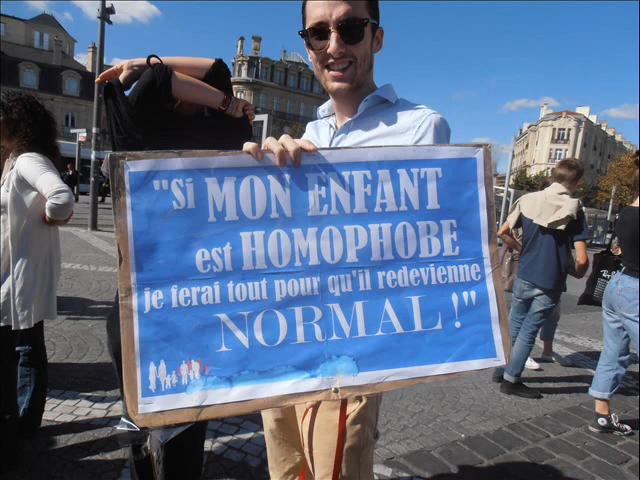 "Si MON ENFANT
est HOMOPHOBE
je ferai tout pour qu'il redevienne
NORMAL !"